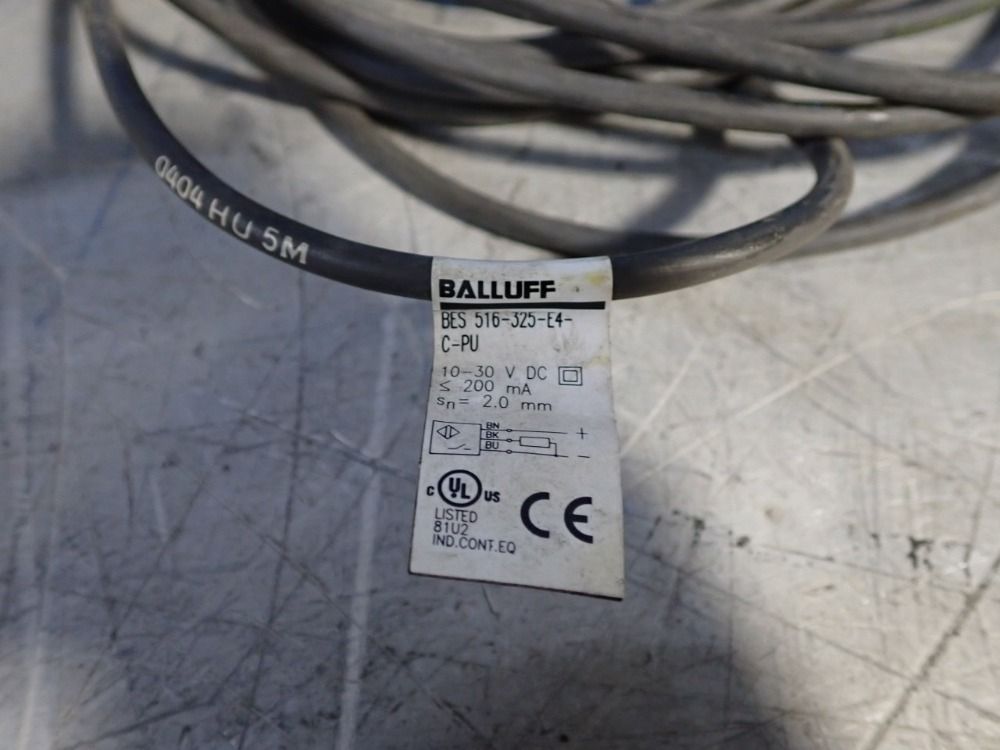 0404 HU 5M
BALLUFF
BES 516-325-E4-
C-PU
10-30 V DC
≤ 200 mA
sn= 2.0 mm
BN +
BK
BU -
C UL US
LISTED
81U2
IND.CONT.EQ
CE